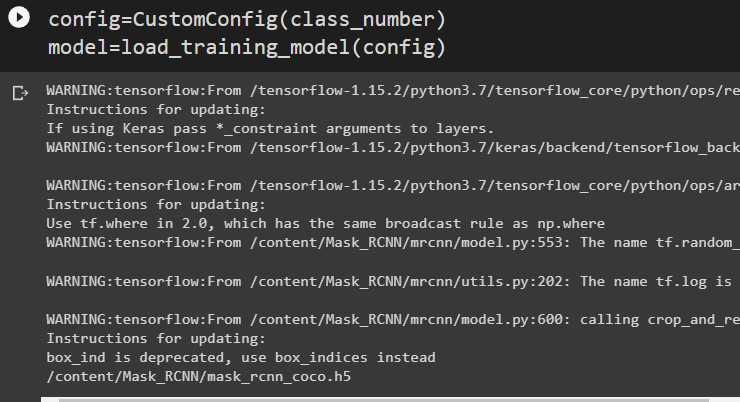 config=CustomConfig(class_number)
model=load_training_model(config)
WARNING:tensorflow:From /tensorflow-1.15.2/python3.7/tensorflow_core/python/ops/re
Instructions for updating:
If using Keras pass *_constraint arguments to layers.
WARNING:tensorflow:From /tensorflow-1.15.2/python3.7/keras/backend/tensorflow_back
WARNING:tensorflow:From /tensorflow-1.15.2/python3.7/tensorflow_core/python/ops/ar
Instructions for updating:
Use tf.where in 2.0, which has the same broadcast rule as np.where
WARNING:tensorflow:From /content/Mask_RCNN/mrcnn/model.py:553: The name tf.random_
WARNING:tensorflow:From /content/Mask_RCNN/mrcnn/utils.py:202: The name tf.log is
WARNING:tensorflow:From /content/Mask_RCNN/mrcnn/model.py:600: calling crop_and_re
Instructions for updating:
box_ind is deprecated, use box_indices instead
/content/Mask_RCNN/mask_rcnn_coco.h5